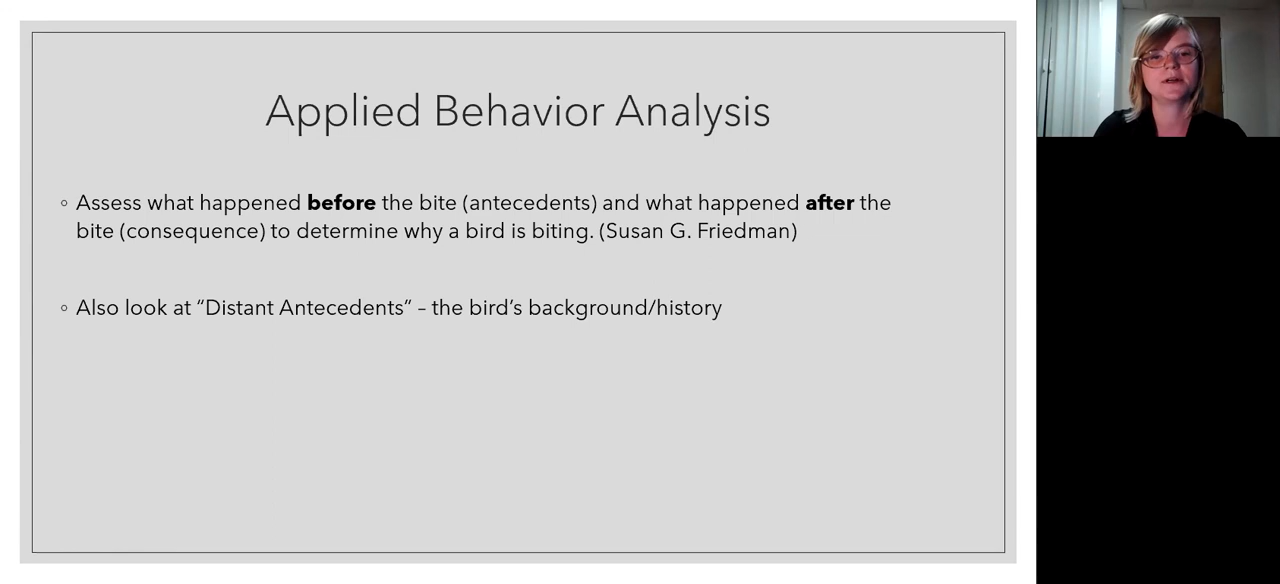 Applied Behavior Analysis
◦ Assess what happened before the bite (antecedents) and what happened after the
bite (consequence) to determine why a bird is biting. (Susan G. Friedman)
◦ Also look at “Distant Antecedents” – the bird’s background/history